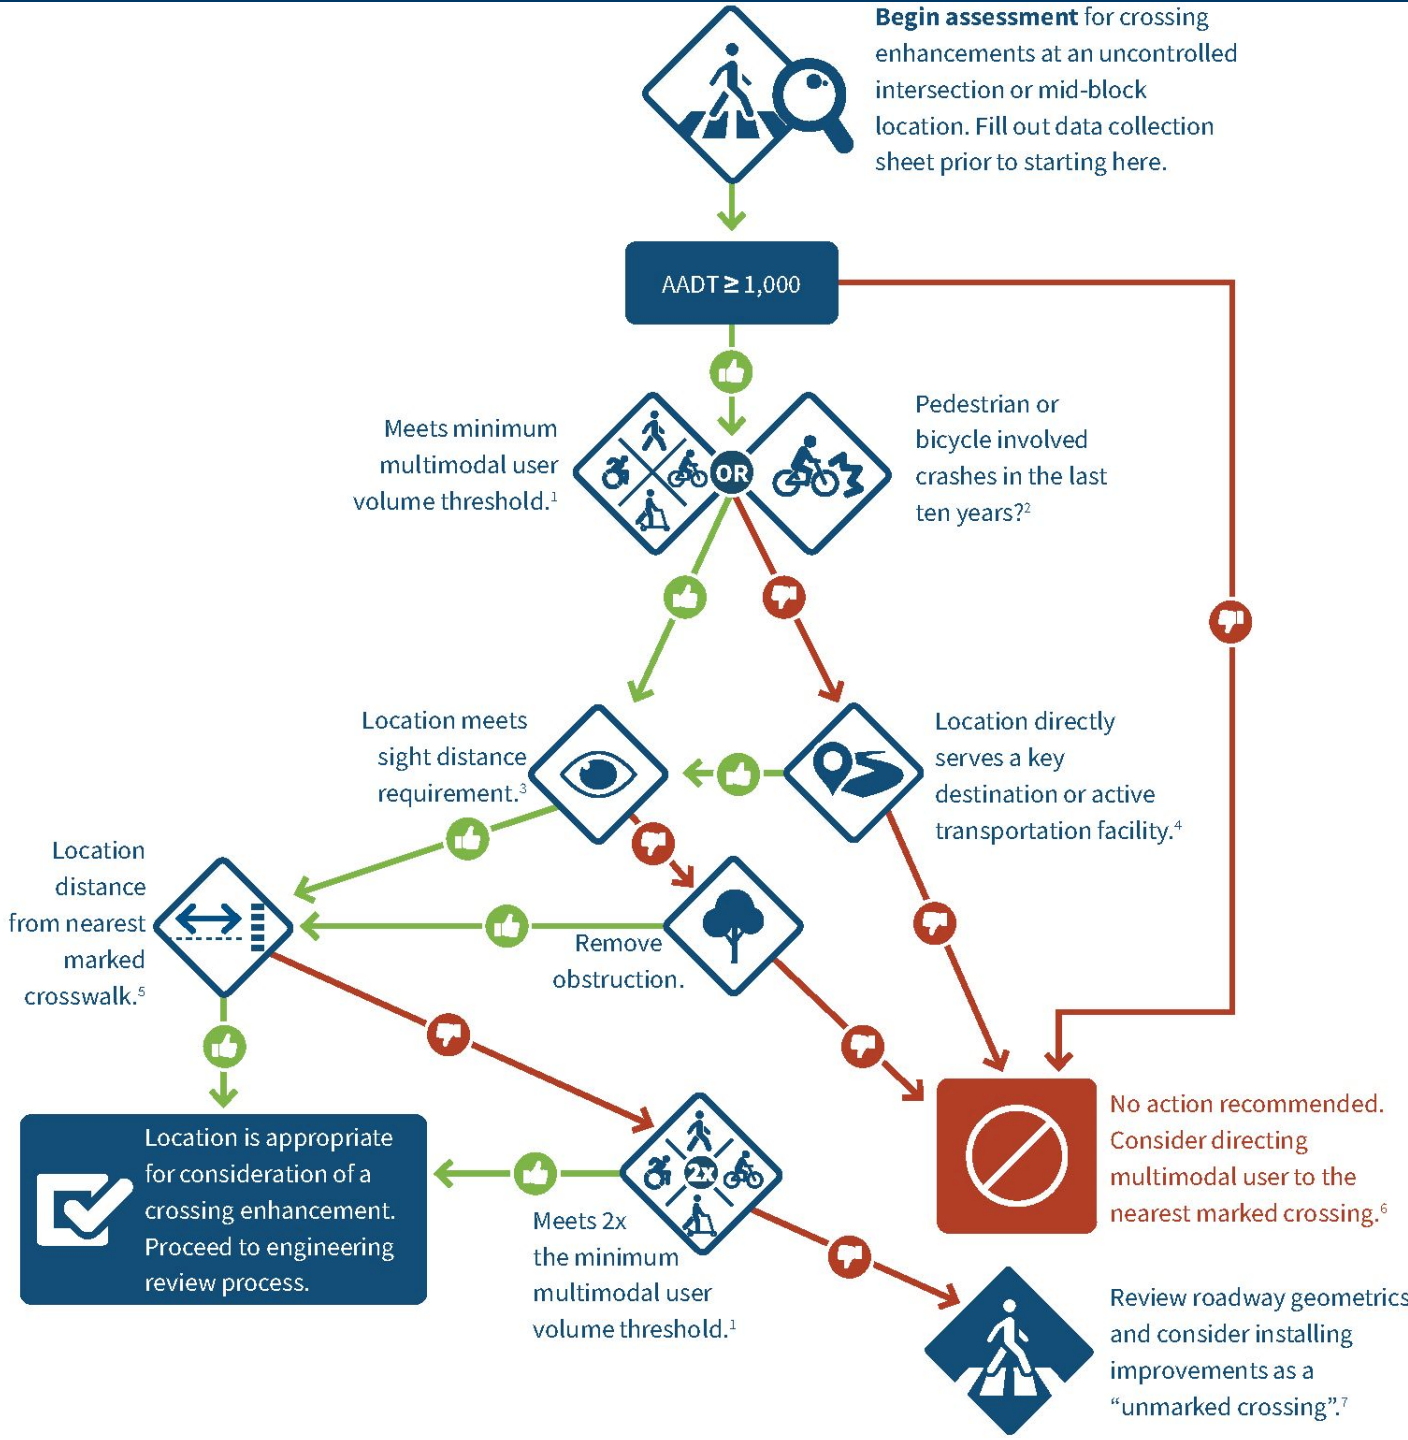 Begin assessment for crossing
enhancements at an uncontrolled
intersection or mid-block
location. Fill out data collection
sheet prior to starting here.
AADT ≥ 1,000
Meets minimum
multimodal user
volume threshold.¹
OR
Pedestrian or
bicycle involved
crashes in the last
ten years?²
Location meets
sight distance
requirement.³
Location directly
serves a key
destination or active
transportation facility.⁴
Location
distance
from nearest
marked
crosswalk.⁵
Remove
obstruction.
Location is appropriate
for consideration of a
crossing enhancement.
Proceed to engineering
review process.
2x
Meets 2x
the minimum
multimodal user
volume threshold.¹
No action recommended.
Consider directing
multimodal user to the
nearest marked crossing.⁶
Review roadway geometrics
and consider installing
improvements as a
“unmarked crossing”.⁷